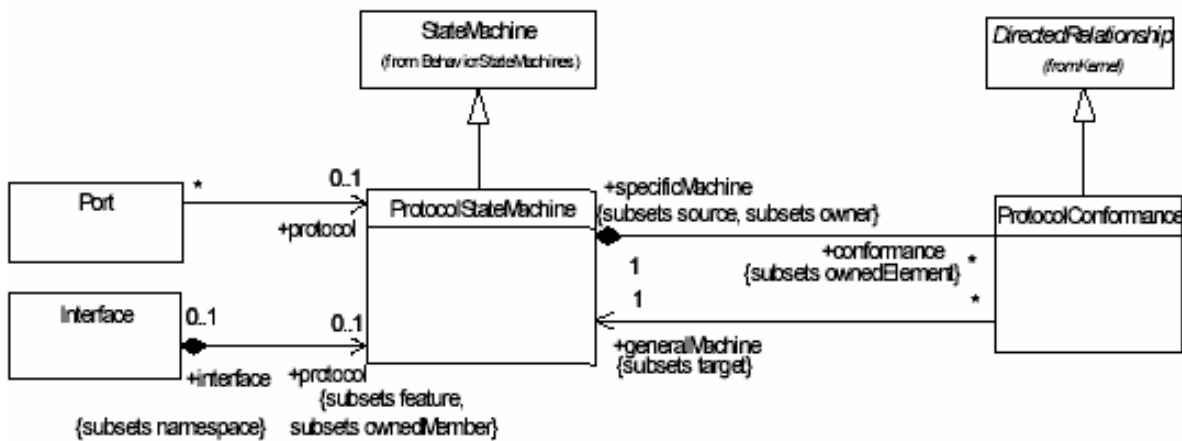 StateMachine
(from BehaviorStateMachines)
DirectedRelationship
(fromKernel)
Port
*
0..1
+protocol
ProtocolStateMachine
+specificMachine
{subsets source, subsets owner}
ProtocolConformance
+conformance
1
*
{subsets ownedElement}
Interface
0..1
0..1
1
*
+interface
+protocol
+generalMachine
{subsets target}
{subsets feature,
{subsets namespace}
subsets ownedMember}